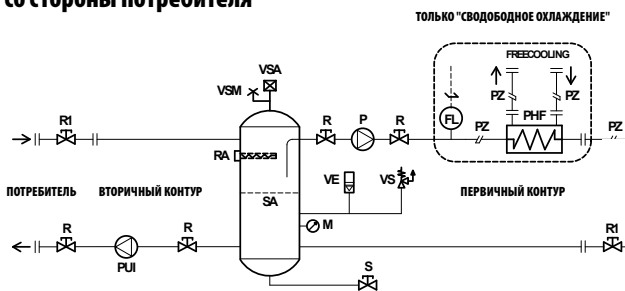 со стороны потребителя
ТОЛЬКО "СВОДОБНОЕ ОХЛАЖДЕНИЕ"
FREECOOLING
VSA
VSM
PZ PZ
R1 R P R FL PZ PHF PZ
RA
VE VS
ПОТРЕБИТЕЛЬ ВТОРИЧНЫЙ КОНТУР ПЕРВИЧНЫЙ КОНТУР
SA
R R M R1
PUI S